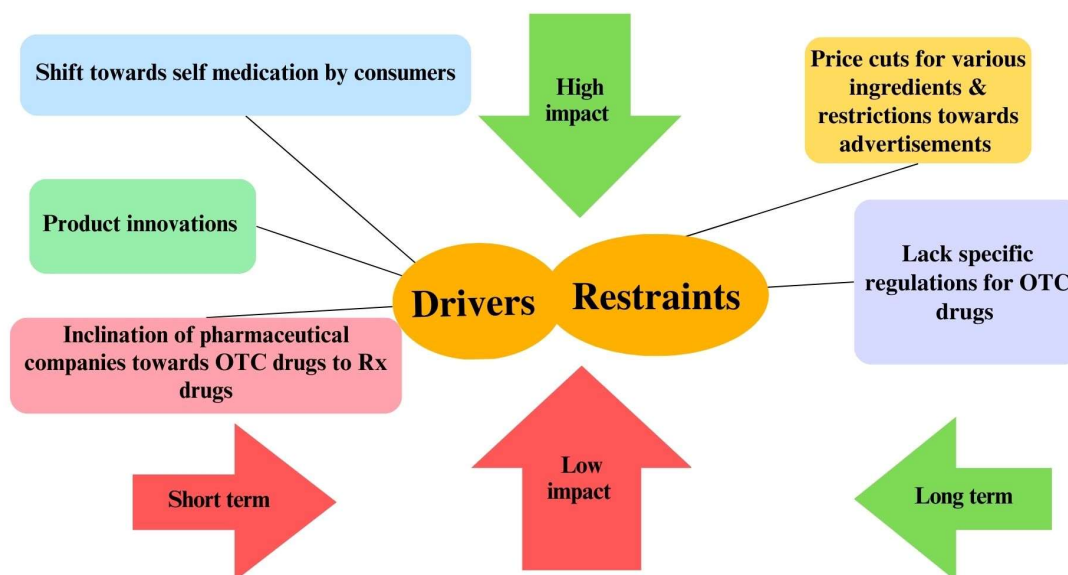 Shift towards self medication by consumers
High
impact
Price cuts for various
ingredients &
restrictions towards
advertisements
Product innovations
Lack specific
regulations for OTC
drugs
Drivers
Restraints
Inclination of pharmaceutical
companies towards OTC drugs to Rx
drugs
Short term
Low
impact
Long term